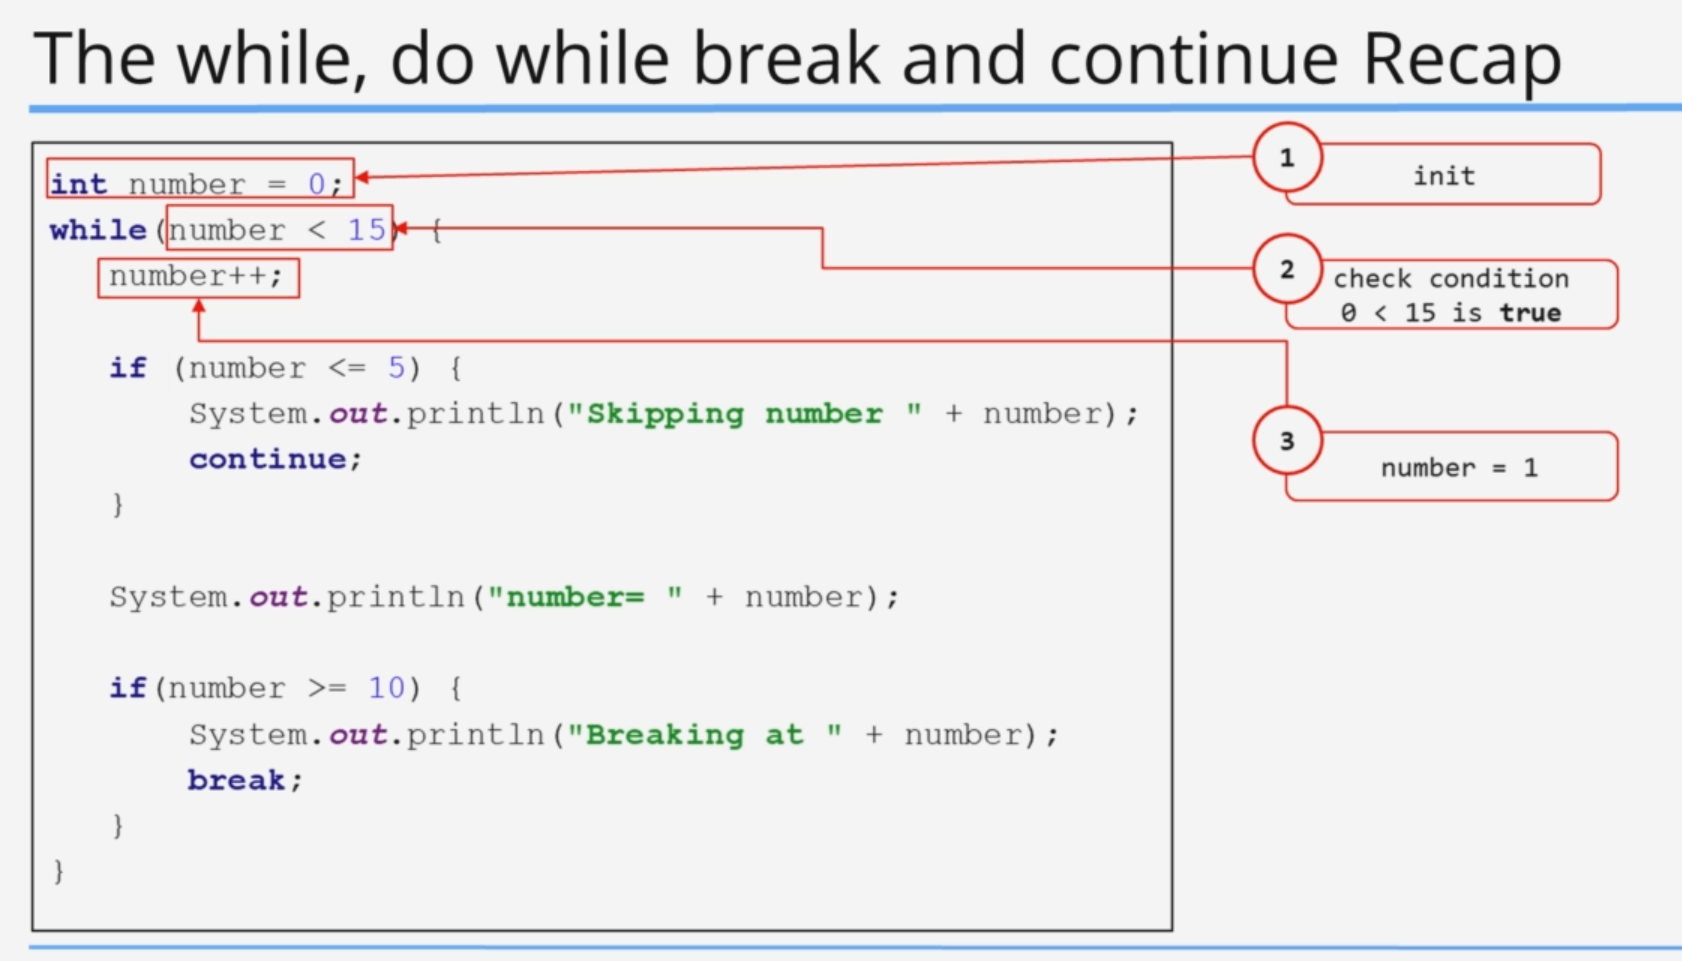 The while, do while break and continue Recap
int number = 0;
while(number < 15) {
number++;
if (number <= 5) {
System.out.println("Skipping number " + number);
continue;
}
System.out.println("number= " + number);
if(number >= 10) {
System.out.println("Breaking at " + number);
break;
}
}
1
init
2
check condition
0 < 15 is true
3
number = 1